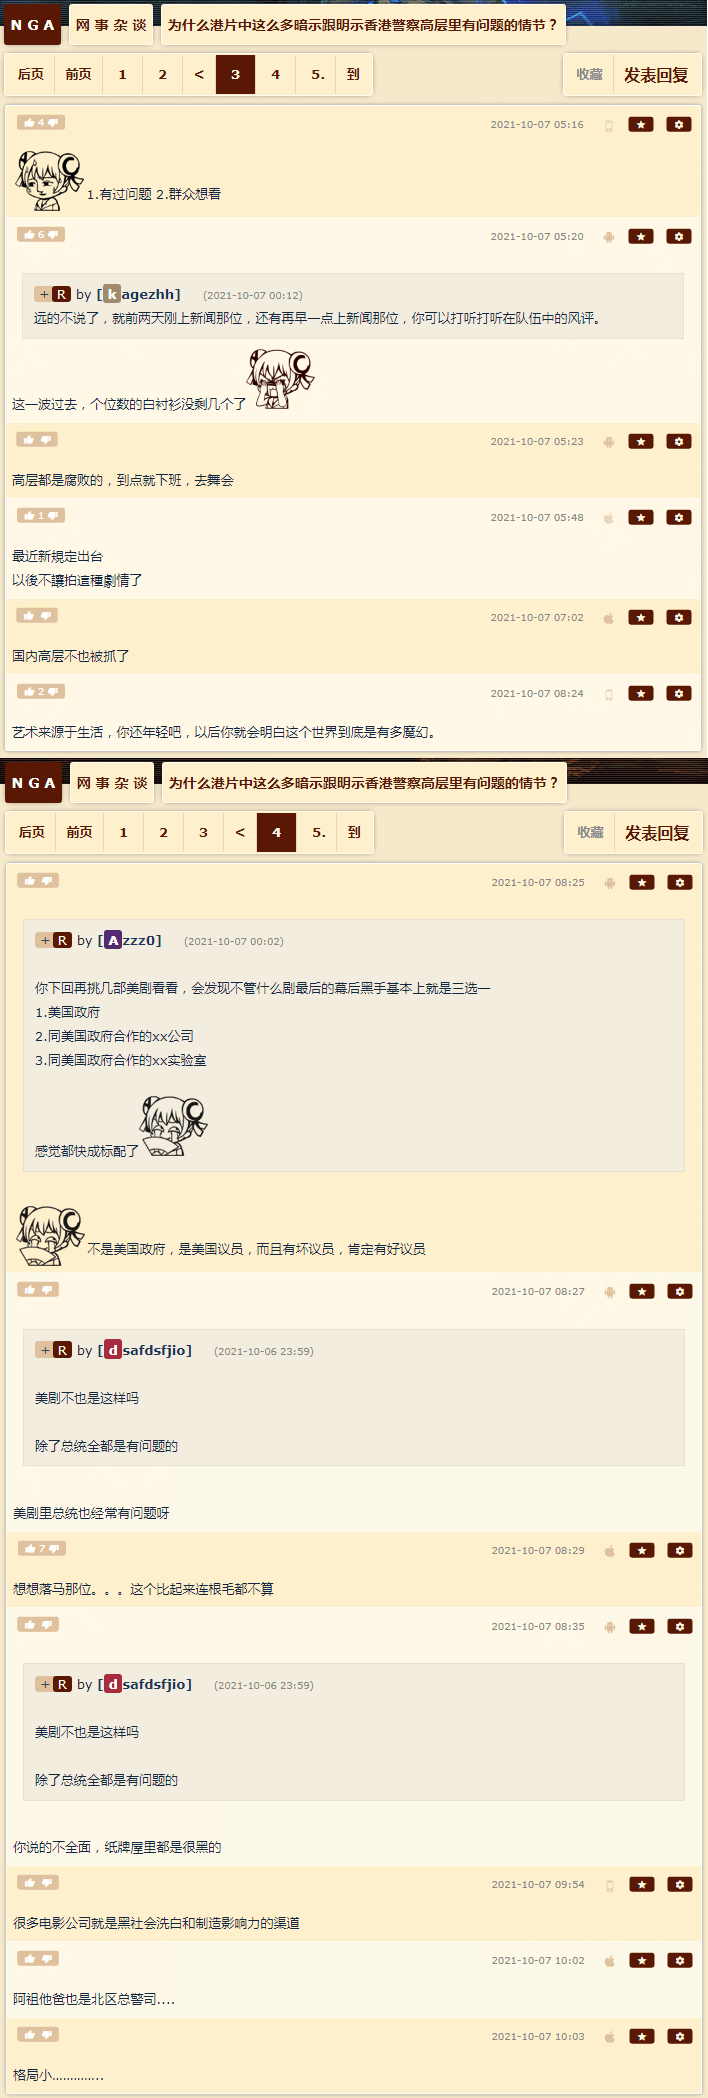 NGA 网事杂谈 为什么港片中这么多暗示跟明示香港警察高层里有问题的情节？
后页 前页 1 2 < 3 4 5. 到 收藏 发表回复
4 2021-10-07 05:16
1.有过问题 2.群众想看
6 2021-10-07 05:20
+R by [kagezhh] (2021-10-07 00:12)
远的不说了，就前两天刚上新闻那位，还有再早一点上新闻那位，你可以打听打听在队伍中的风评。
这一波过去，个位数的白衬衫没剩几个了
2021-10-07 05:23
高层都是腐败的，到点就下班，去舞会
1 2021-10-07 05:48
最近新規定出台
以後不讓拍這種劇情了
2021-10-07 07:02
国内高层不也被抓了
2 2021-10-07 08:24
艺术来源于生活，你还年轻吧，以后你就会明白这个世界到底是有多魔幻。
NGA 网事杂谈 为什么港片中这么多暗示跟明示香港警察高层里有问题的情节？
后页 前页 1 2 3 < 4 5. 到 收藏 发表回复
2021-10-07 08:25
+R by [Azzz0] (2021-10-07 00:02)
你下回再挑几部美剧看看，会发现不管什么剧最后的幕后黑手基本上就是三选一
1.美国政府
2.同美国政府合作的xx公司
3.同美国政府合作的xx实验室
感觉都快成标配了
不是美国政府，是美国议员，而且有坏议员，肯定有好议员
2021-10-07 08:27
+R by [dsafdsfjio] (2021-10-06 23:59)
美剧不也是这样吗
除了总统全都是有问题的
美剧里总统也经常有问题呀
7 2021-10-07 08:29
想想落马那位。。。这个比起来连根毛都不算
2021-10-07 08:35
+R by [dsafdsfjio] (2021-10-06 23:59)
美剧不也是这样吗
除了总统全都是有问题的
你说的不全面，纸牌屋里都是很黑的
2021-10-07 09:54
很多电影公司就是黑社会洗白和制造影响力的渠道
2021-10-07 10:02
阿祖他爸也是北区总警司....
2021-10-07 10:03
格局小..............